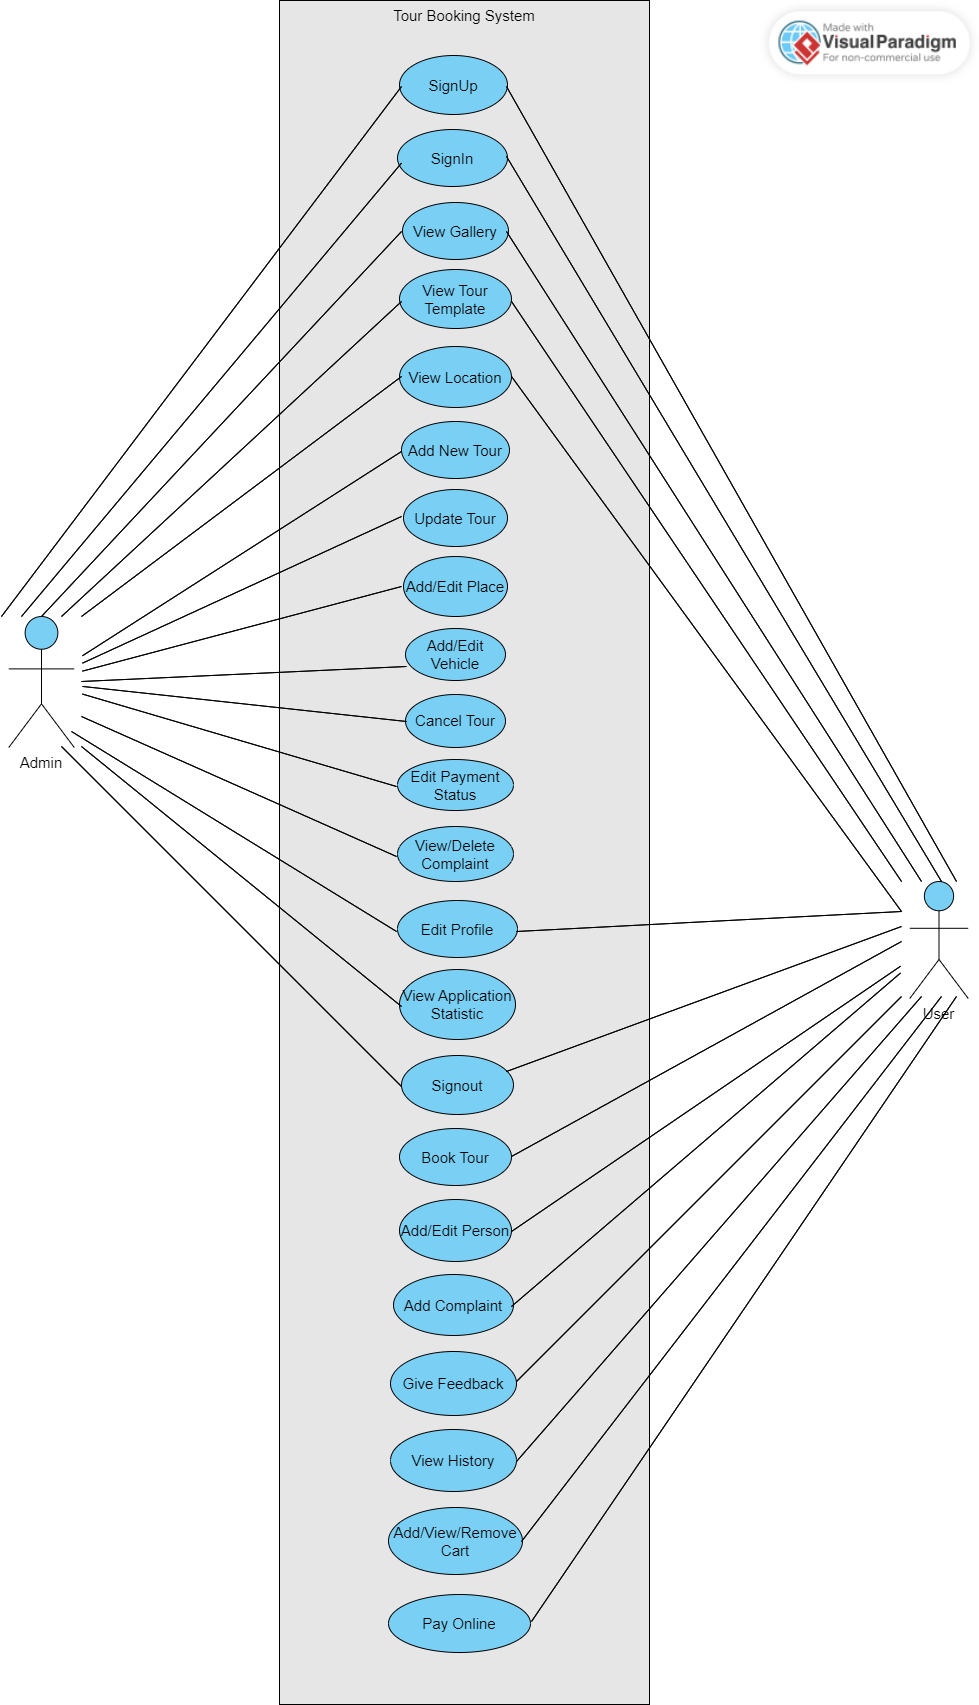 Tour Booking System
Made with
Visual Paradigm
For non-commercial use
SignUp
SignIn
View Gallery
View Tour
Template
View Location
Add New Tour
Update Tour
Add/Edit Place
Add/Edit
Vehicle
Cancel Tour
Admin
Edit Payment
Status
View/Delete
Complaint
Edit Profile
View Application
Statistic
User
Signout
Book Tour
Add/Edit Person
Add Complaint
Give Feedback
View History
Add/View/Remove
Cart
Pay Online